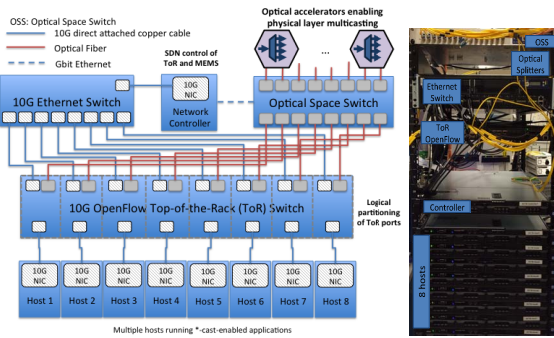 OSS: Optical Space Switch
10G direct attached copper cable
Optical Fiber
Gbit Ethernet
SDN control of
ToR and MEMS
Optical accelerators enabling
physical layer multicasting
...
10G Ethernet Switch
10G
NIC
Network
Controller
Optical Space Switch
10G OpenFlow Top-of-the-Rack (ToR) Switch
Logical
partitioning
of ToR ports
10G
NIC
Host 1
10G
NIC
Host 2
10G
NIC
Host 3
10G
NIC
Host 4
10G
NIC
Host 5
10G
NIC
Host 6
10G
NIC
Host 7
10G
NIC
Host 8
Multiple hosts running *-cast-enabled applications
OSS
Optical
Splitters
Ethernet
Switch
ToR
OpenFlow
Controller
8 hosts